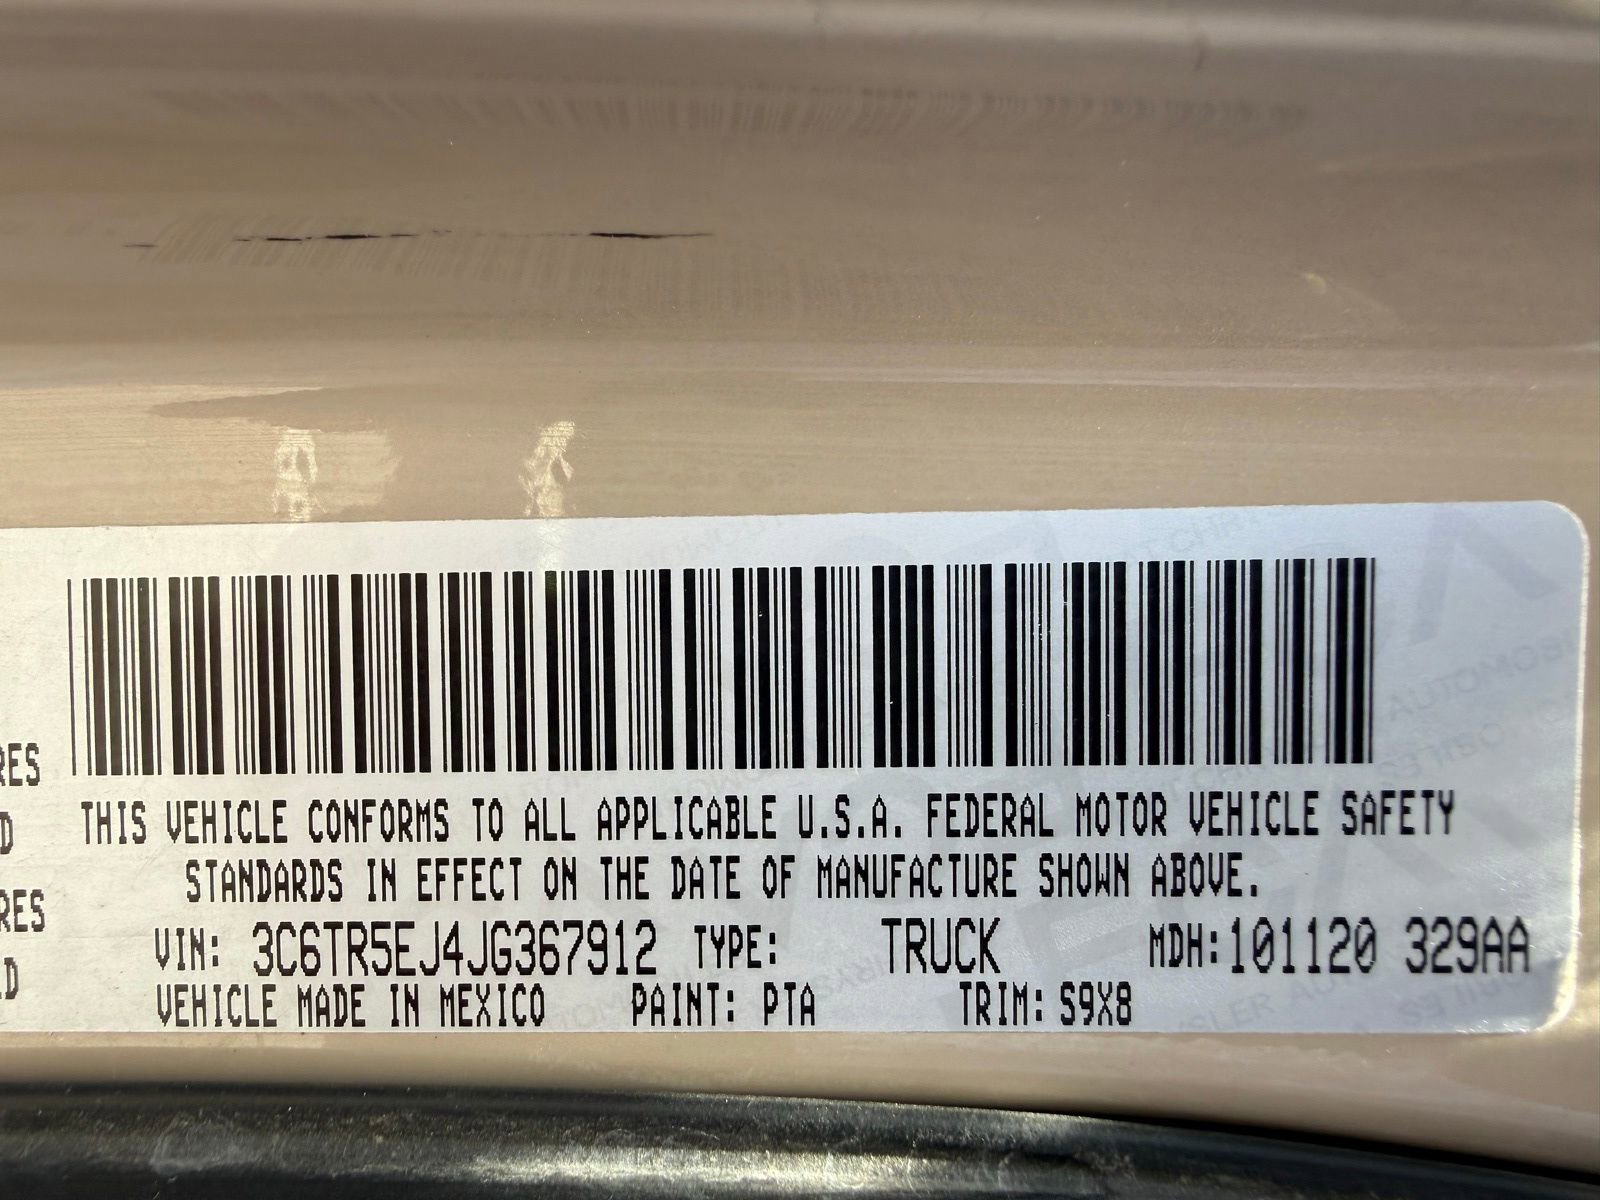 RES
D
THIS VEHICLE CONFORMS TO ALL APPLICABLE U.S.A. FEDERAL MOTOR VEHICLE SAFETY
STANDARDS IN EFFECT ON THE DATE OF MANUFACTURE SHOWN ABOVE.
RES
D
VIN: 3C6TR5EJ4JG367912 TYPE: TRUCK MDH:101120 329AA
VEHICLE MADE IN MEXICO PAINT: PTA TRIM: S9X8